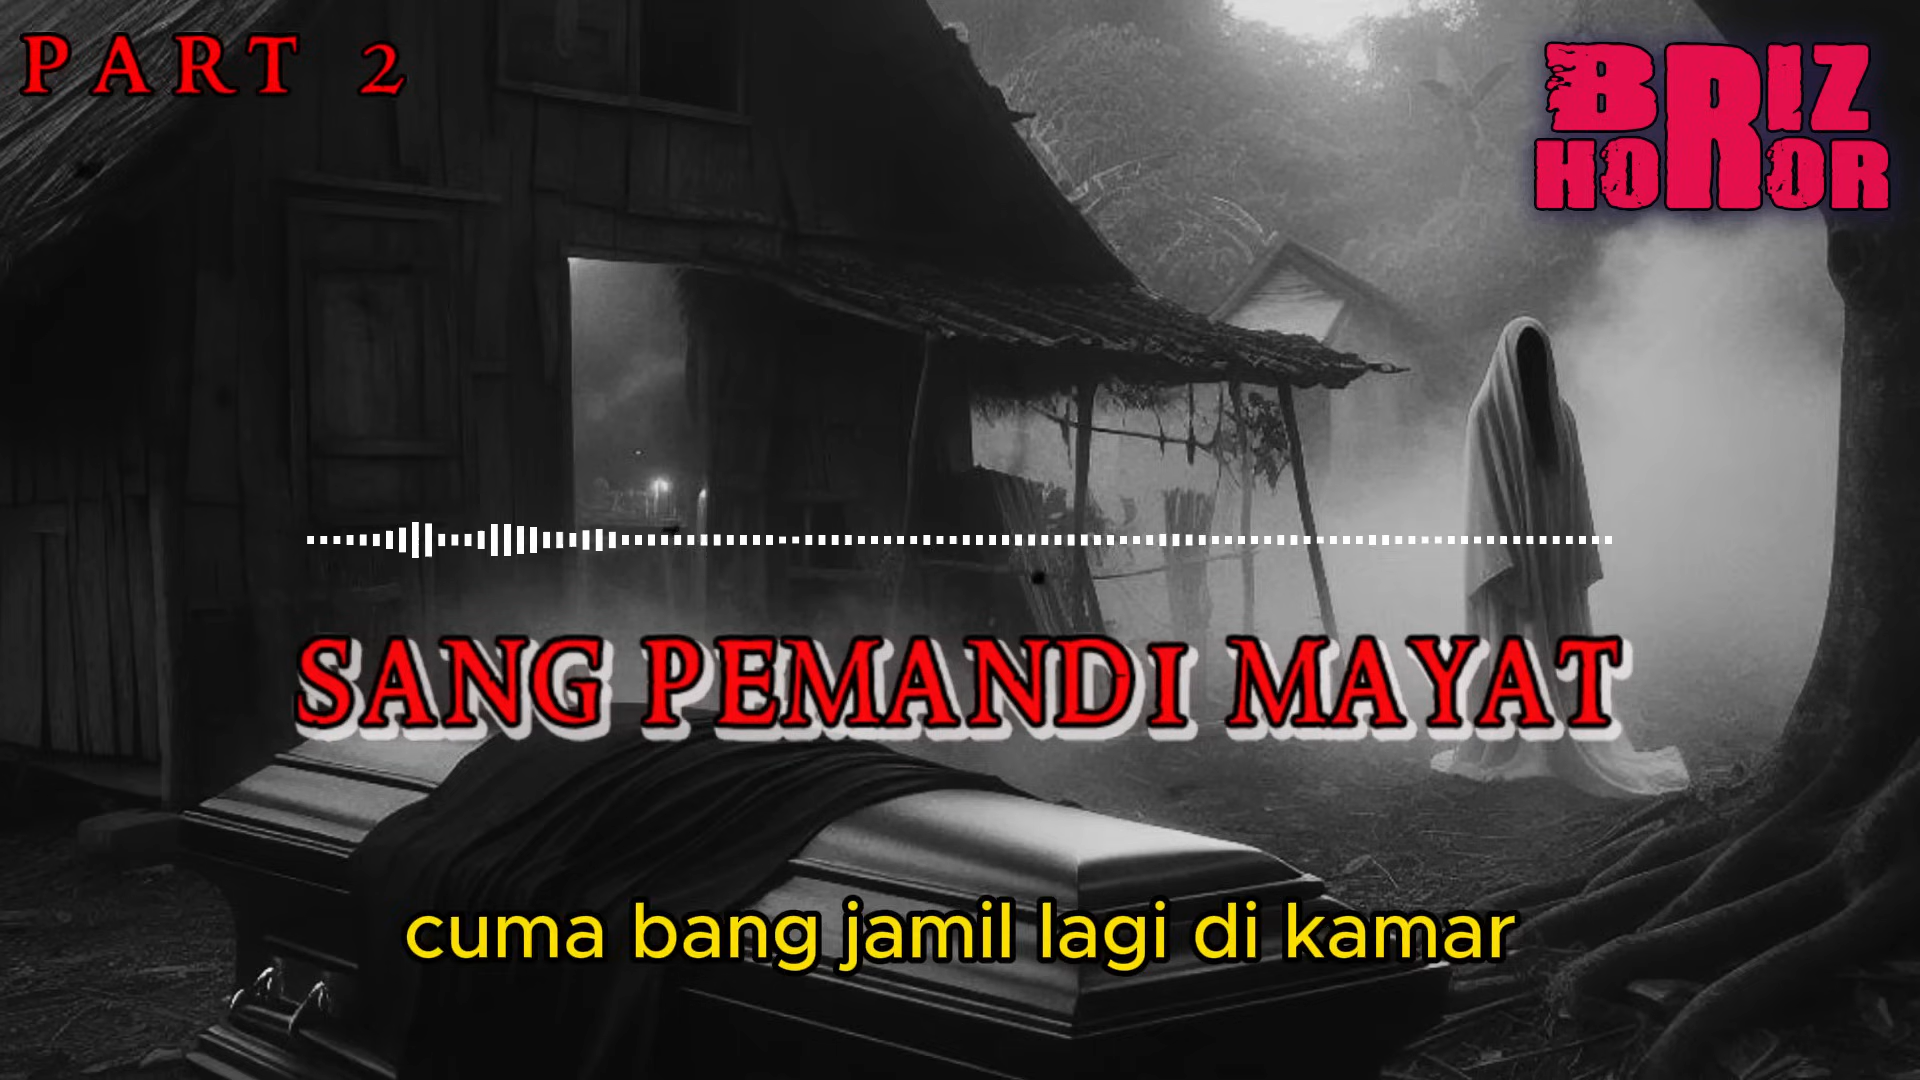 PART 2
BRIZ
HORROR
SANG PEMANDI MAYAT
cuma bang jamil lagi di kamar